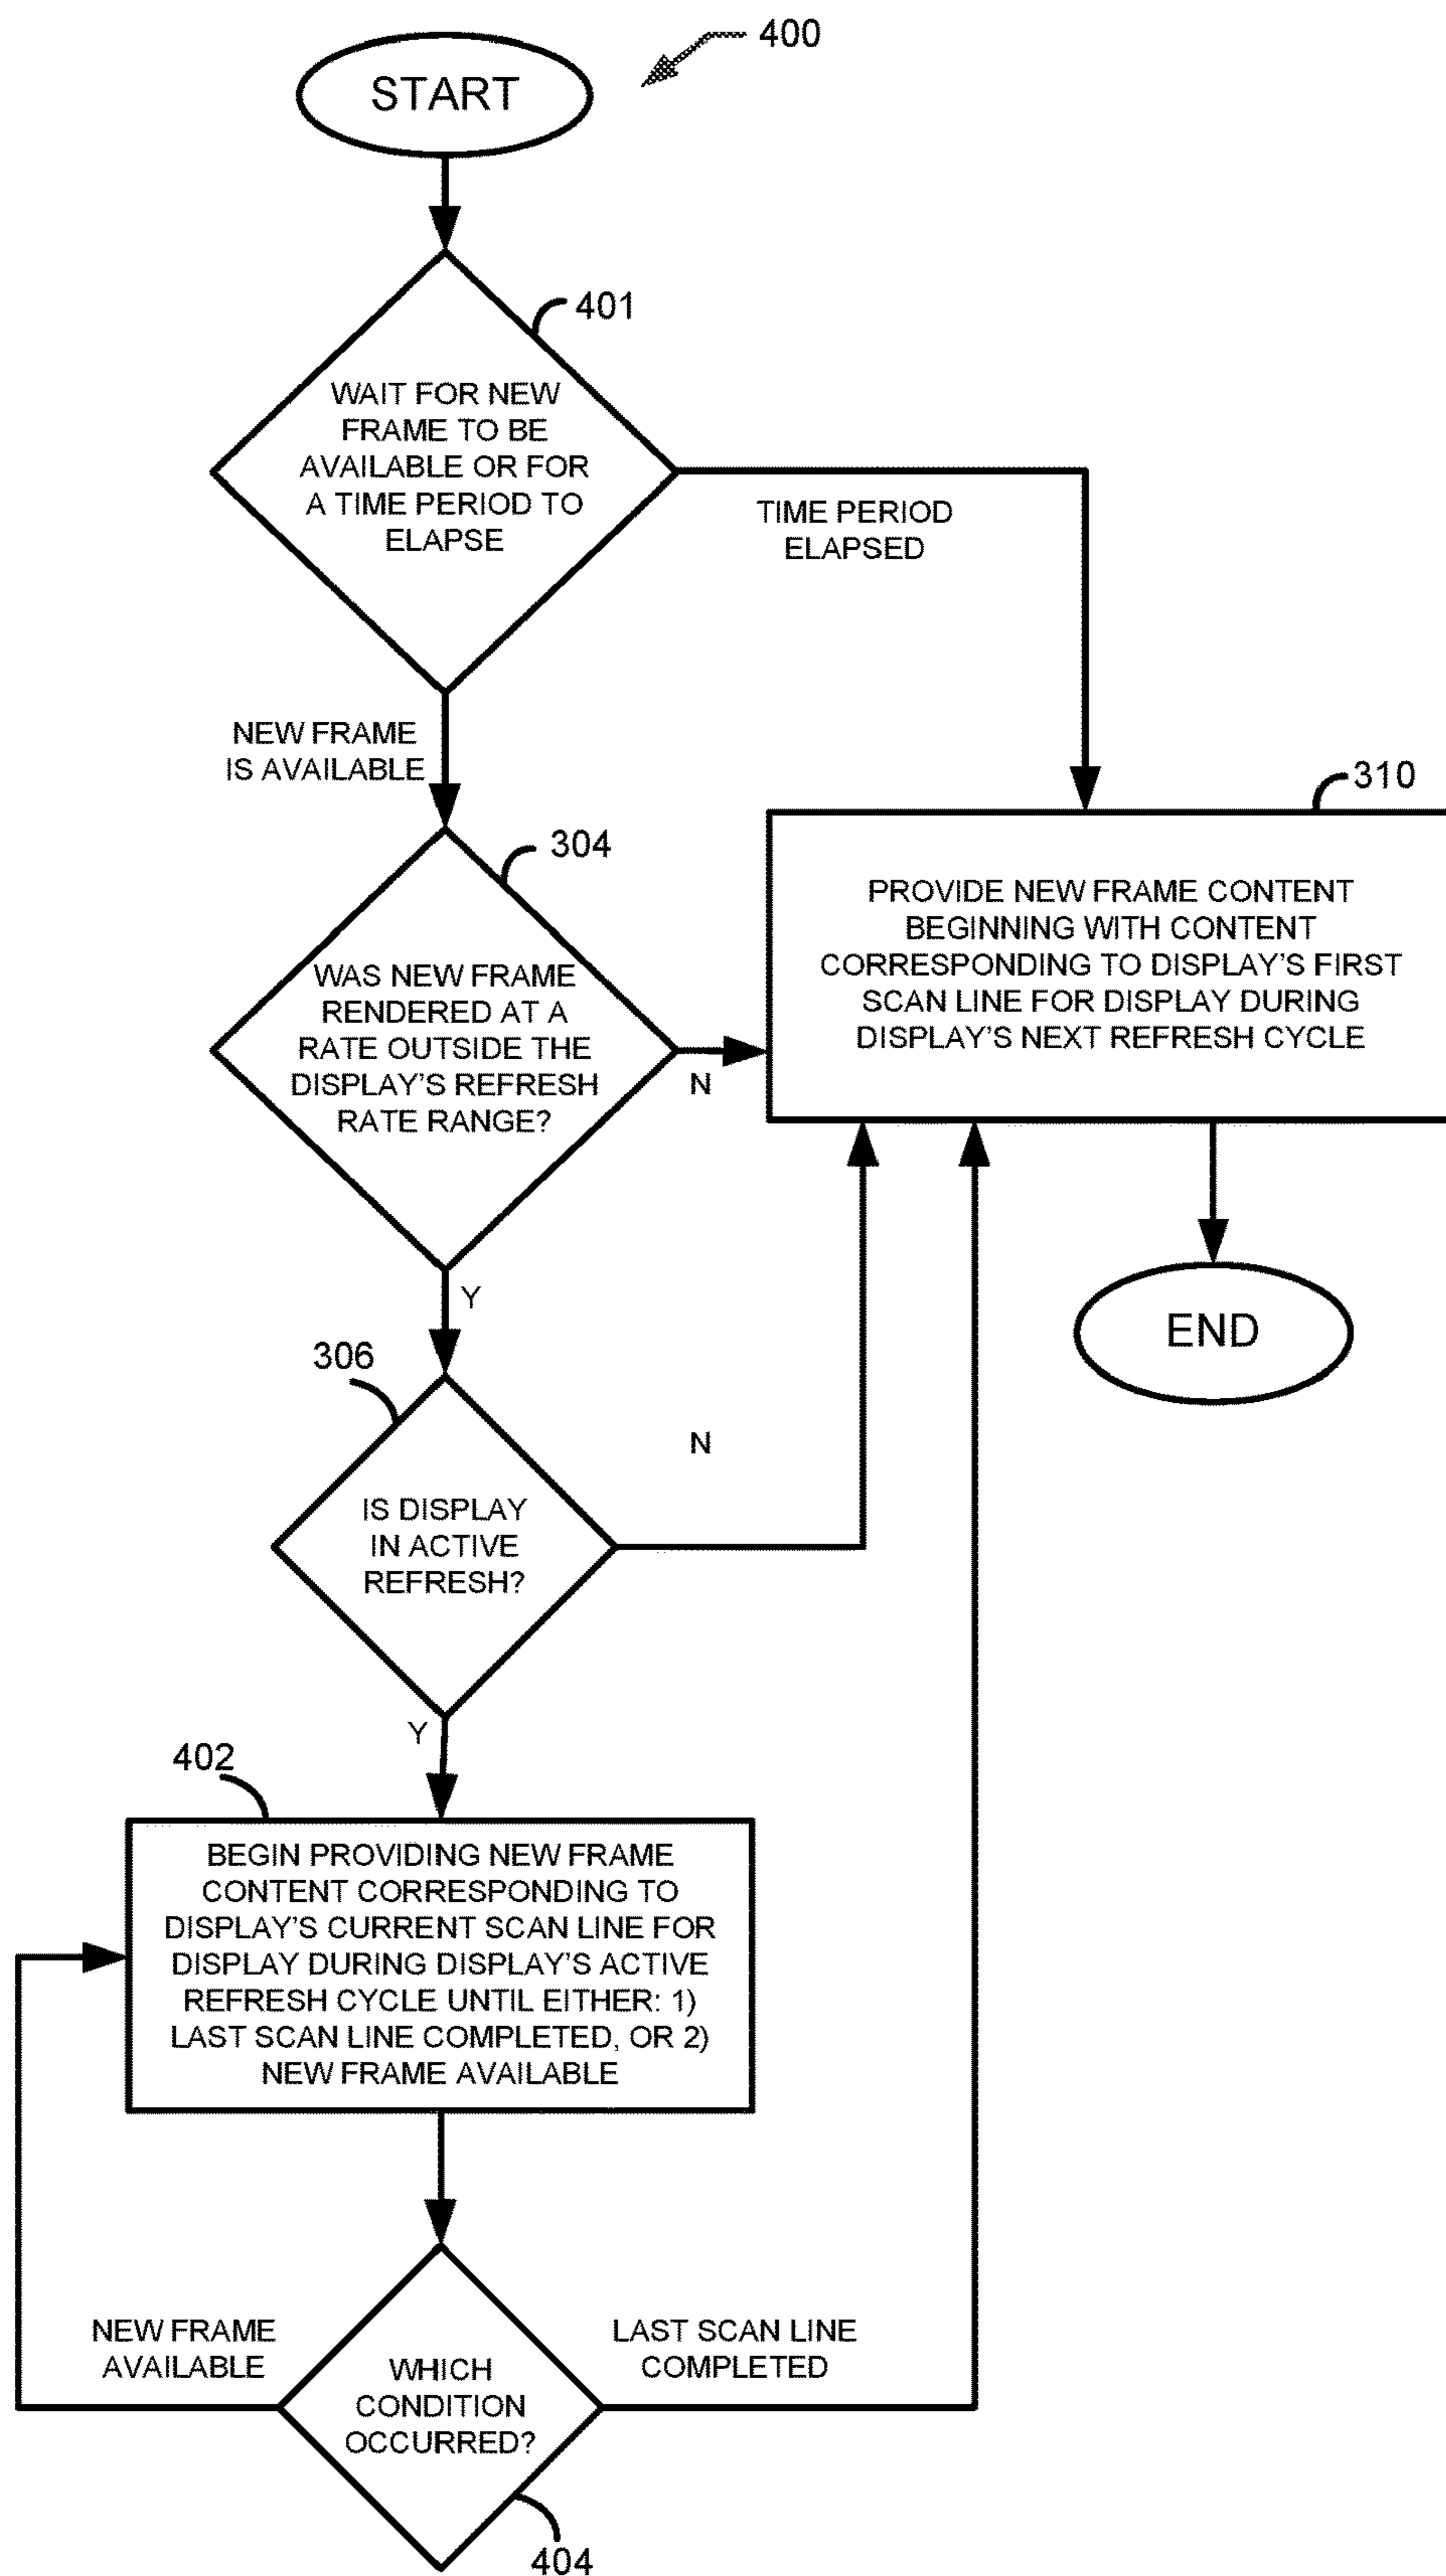 400
START
401
WAIT FOR NEW
FRAME TO BE
AVAILABLE OR FOR
A TIME PERIOD TO
ELAPSE
TIME PERIOD
ELAPSED
NEW FRAME
IS AVAILABLE
310
304
PROVIDE NEW FRAME CONTENT
BEGINNING WITH CONTENT
CORRESPONDING TO DISPLAY'S FIRST
SCAN LINE FOR DISPLAY DURING
DISPLAY'S NEXT REFRESH CYCLE
WAS NEW FRAME
RENDERED AT A
RATE OUTSIDE THE
DISPLAY'S REFRESH
RATE RANGE?
N
Y
END
306
N
IS DISPLAY
IN ACTIVE
REFRESH?
Y
402
BEGIN PROVIDING NEW FRAME
CONTENT CORRESPONDING TO
DISPLAY'S CURRENT SCAN LINE FOR
DISPLAY DURING DISPLAY'S ACTIVE
REFRESH CYCLE UNTIL EITHER: 1)
LAST SCAN LINE COMPLETED, OR 2)
NEW FRAME AVAILABLE
NEW FRAME
AVAILABLE
LAST SCAN LINE
COMPLETED
WHICH
CONDITION
OCCURRED?
404